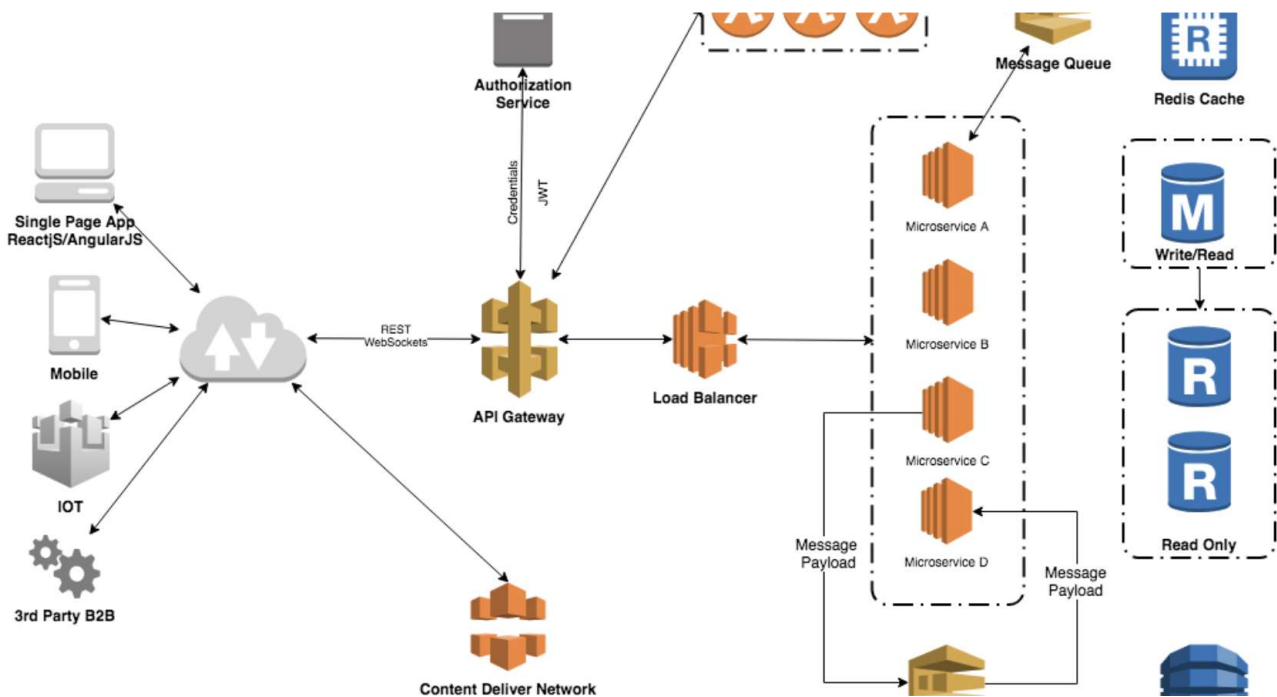 Message Queue
Authorization
Service
Redis Cache
Credentials
JWT
Single Page App
ReactjS/AngularJS
Microservice A
M
Write/Read
REST
WebSockets
Mobile
Microservice B
R
API Gateway
Load Balancer
Microservice C
R
IOT
Message
Payload
Microservice D
Read Only
Message
Payload
3rd Party B2B
Content Deliver Network
R